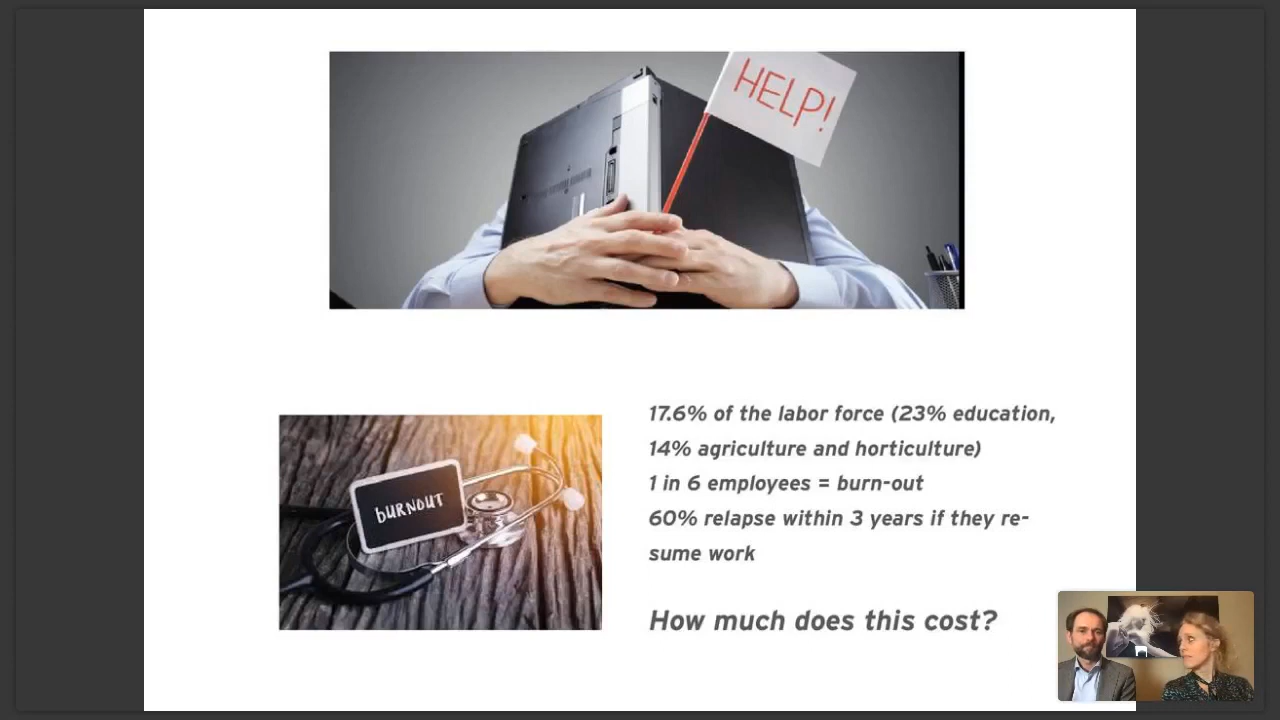 HELP!
BURNOUT
17.6% of the labor force (23% education,
14% agriculture and horticulture)
1 in 6 employees = burn-out
60% relapse within 3 years if they re-
sume work
How much does this cost?